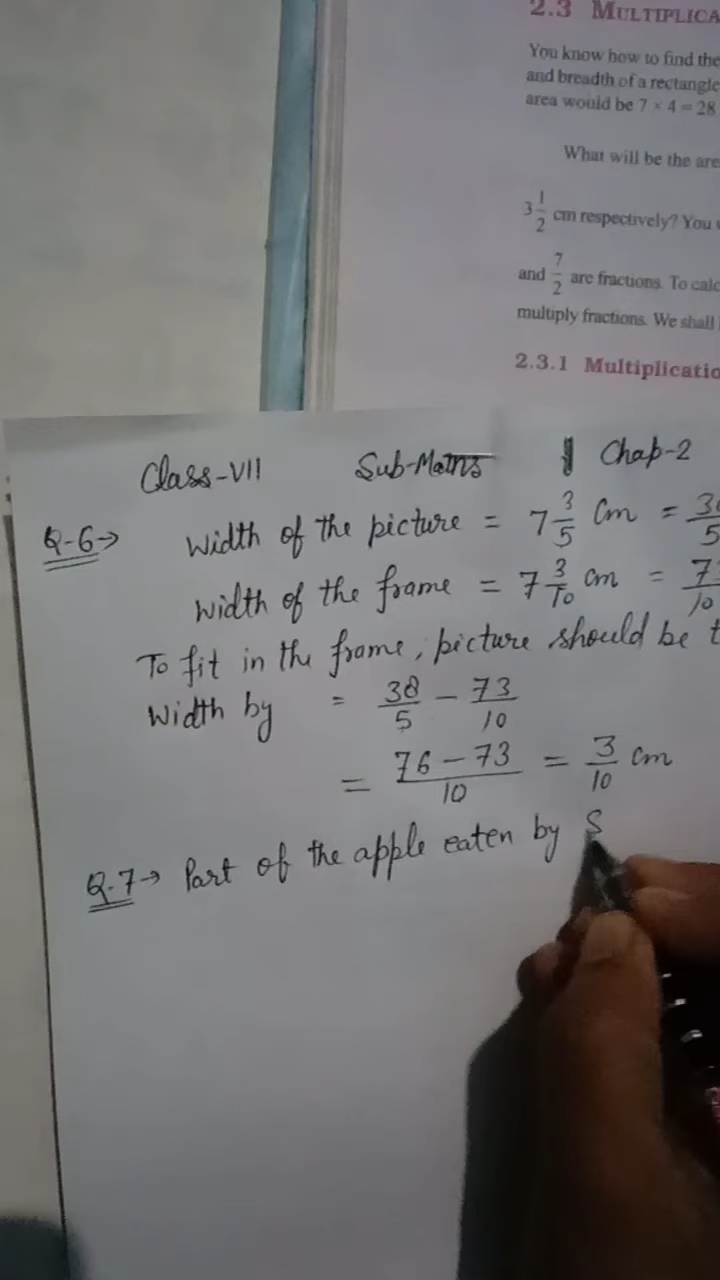 2.3 MULTIPLICA
You know how to find the
and breadth of a rectangle
area would be 7 × 4 = 28
What will be the are
3 1/2 cm respectively? You
and 7/2 are fractions. To calc
multiply fractions. We shall
2.3.1 Multiplicatio
Class-VII Sub-Maths Chap-2
Q-6→ Width of the picture = 7 3/5 cm = 3 /5
Width of the frame = 7 3/10 cm = 7 /10
To fit in the frame, picture should be t
Width by = 38/5 - 73/10
= 76-73/10 = 3/10 cm
Q.7→ Part of the apple eaten by S